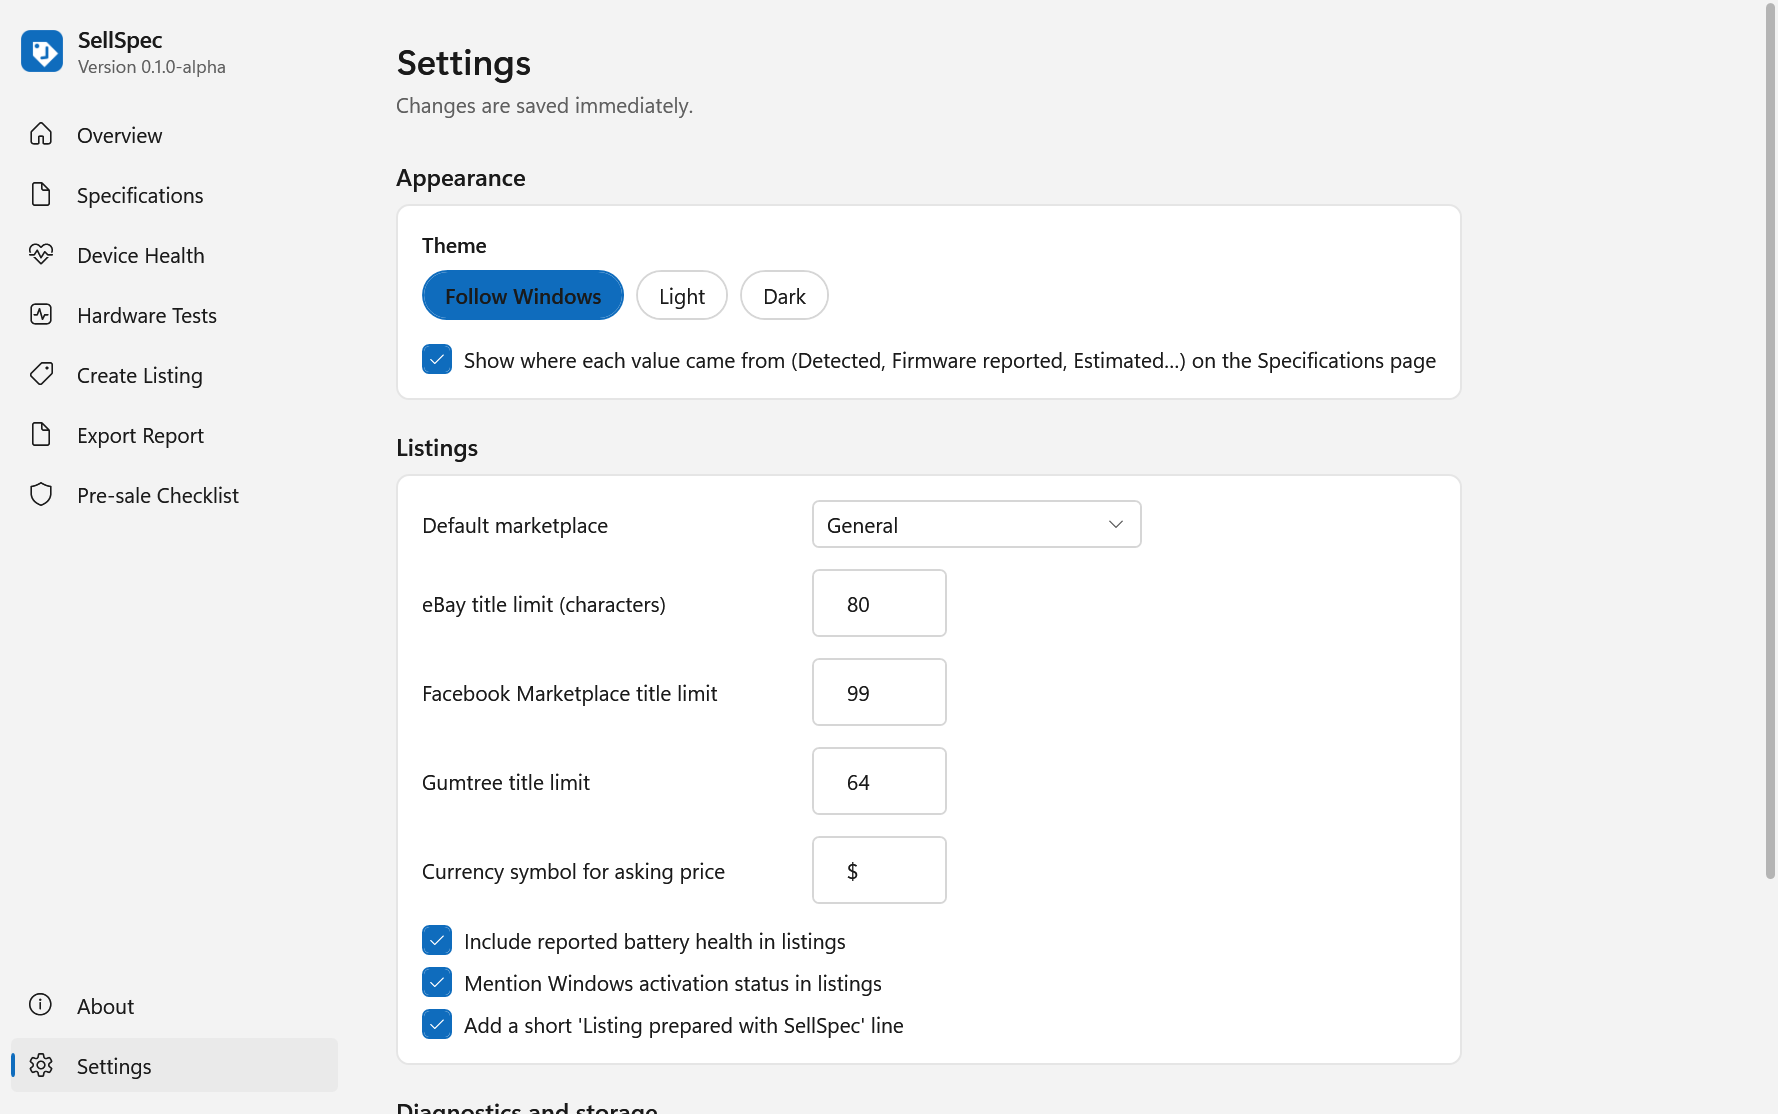 SellSpec
Version 0.1.0-alpha
Overview
Specifications
Device Health
Hardware Tests
Create Listing
Export Report
Pre-sale Checklist
About
Settings
Settings
Changes are saved immediately.
Appearance
Theme
Follow Windows
Light
Dark
Show where each value came from (Detected, Firmware reported, Estimated...) on the Specifications page
Listings
Default marketplace
General
eBay title limit (characters)
80
Facebook Marketplace title limit
99
Gumtree title limit
64
Currency symbol for asking price
$
Include reported battery health in listings
Mention Windows activation status in listings
Add a short 'Listing prepared with SellSpec' line
Diagnostics and storage